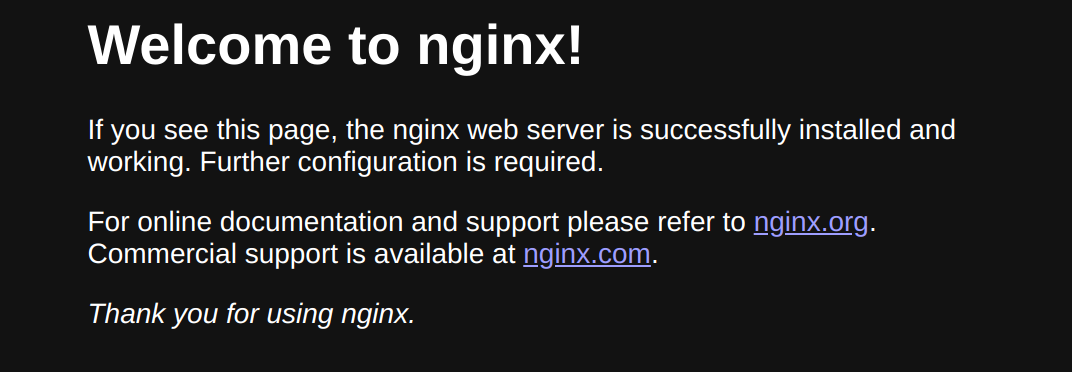 Welcome to nginx!
If you see this page, the nginx web server is successfully installed and
working. Further configuration is required.
For online documentation and support please refer to nginx.org.
Commercial support is available at nginx.com.
Thank you for using nginx.